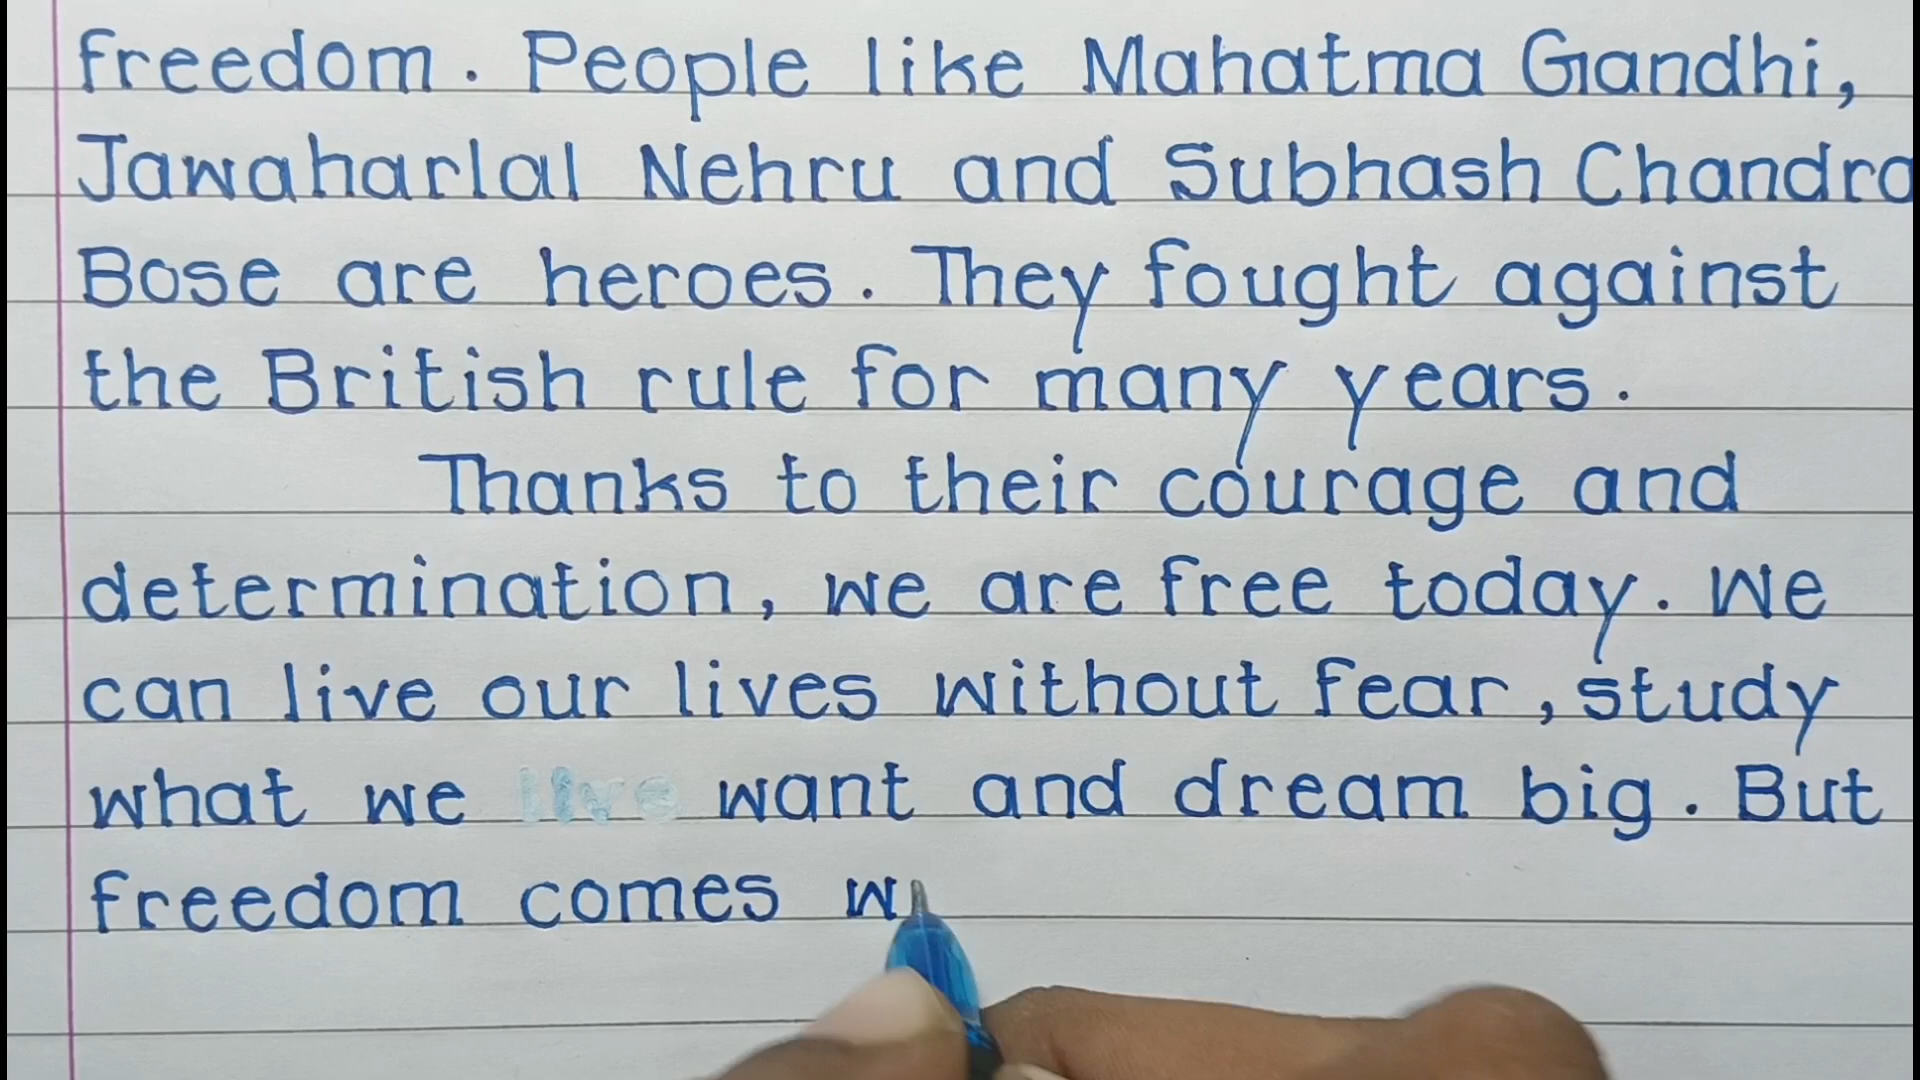 freedom. People like Mahatma Gandhi,
Jawaharlal Nehru and Subhash Chandra
Bose are heroes. They fought against
the British rule for many years.
Thanks to their courage and
determination, we are free today. We
can live our lives without fear, study
what we live want and dream big. But
freedom comes w